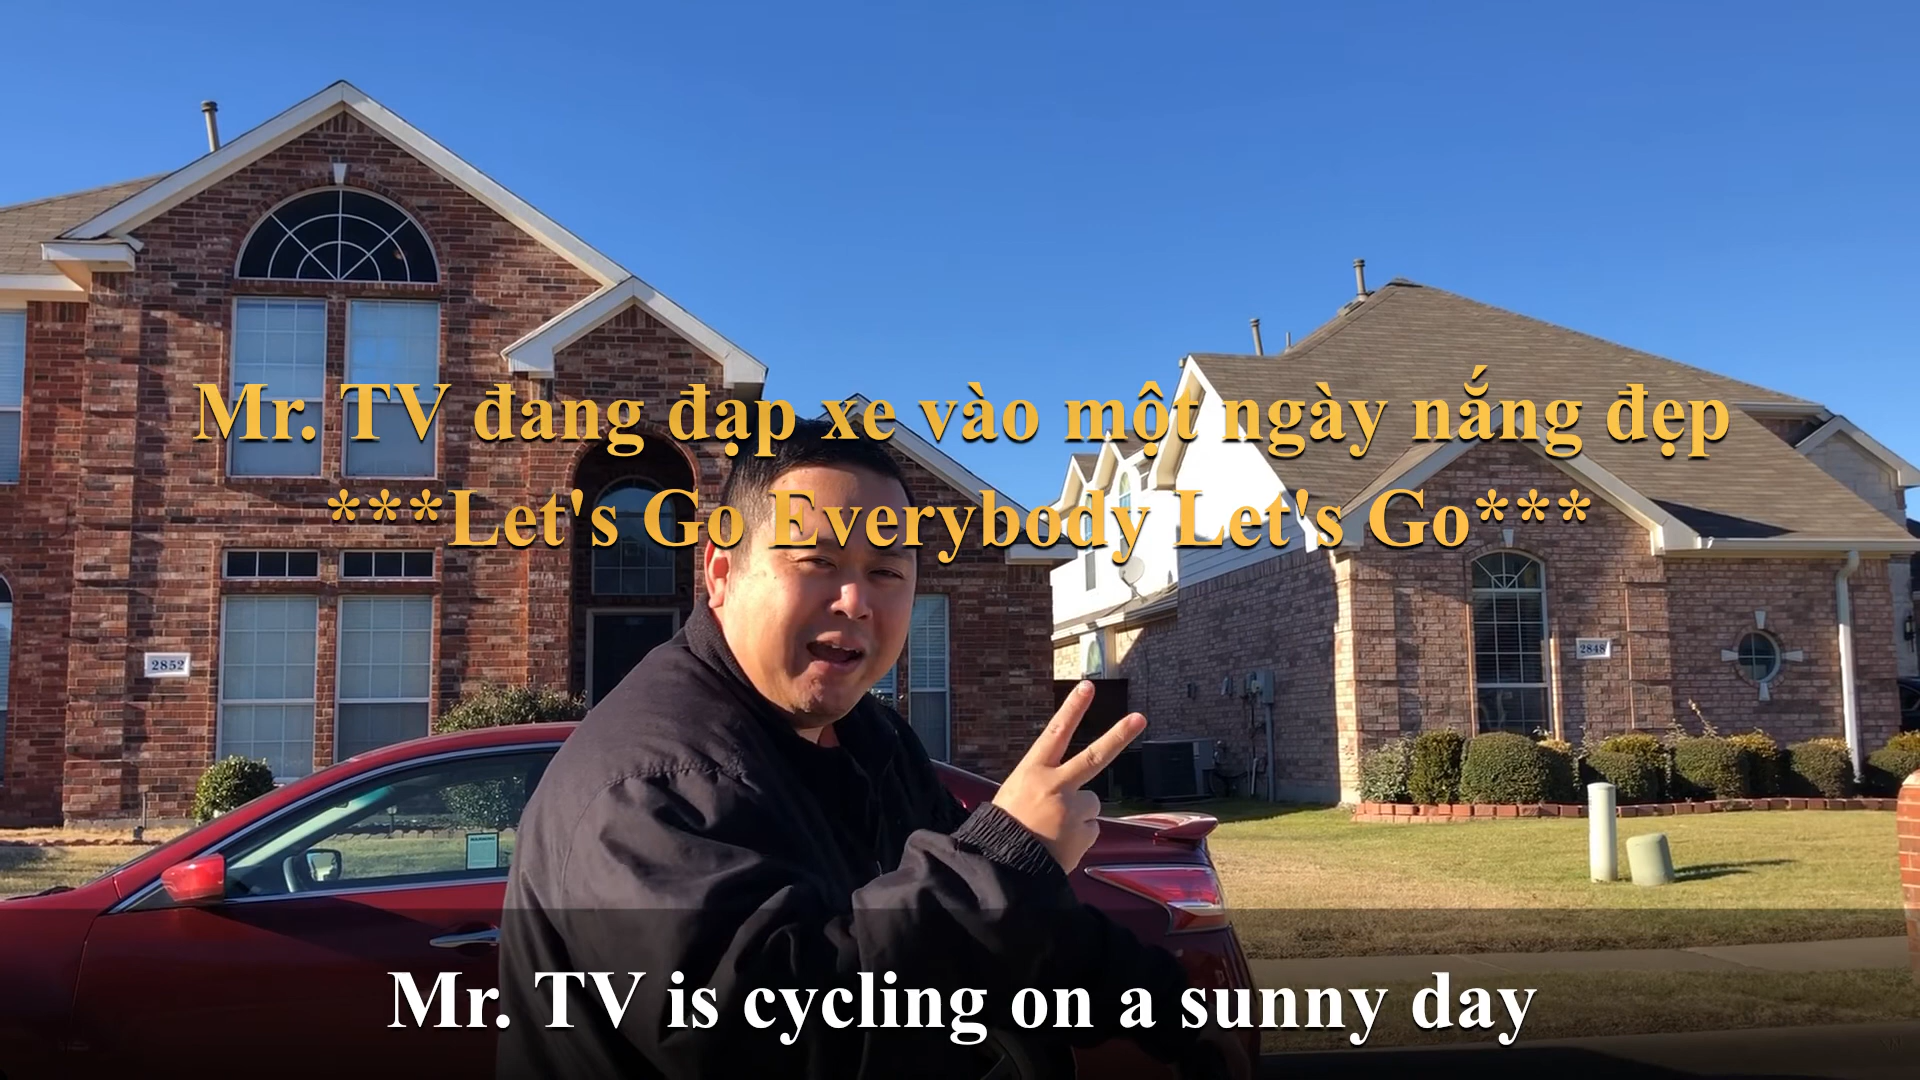 Mr. TV đang đạp xe vào một ngày nắng đẹp
***Let's Go Everybody Let's Go***
2852
2848
Mr. TV is cycling on a sunny day